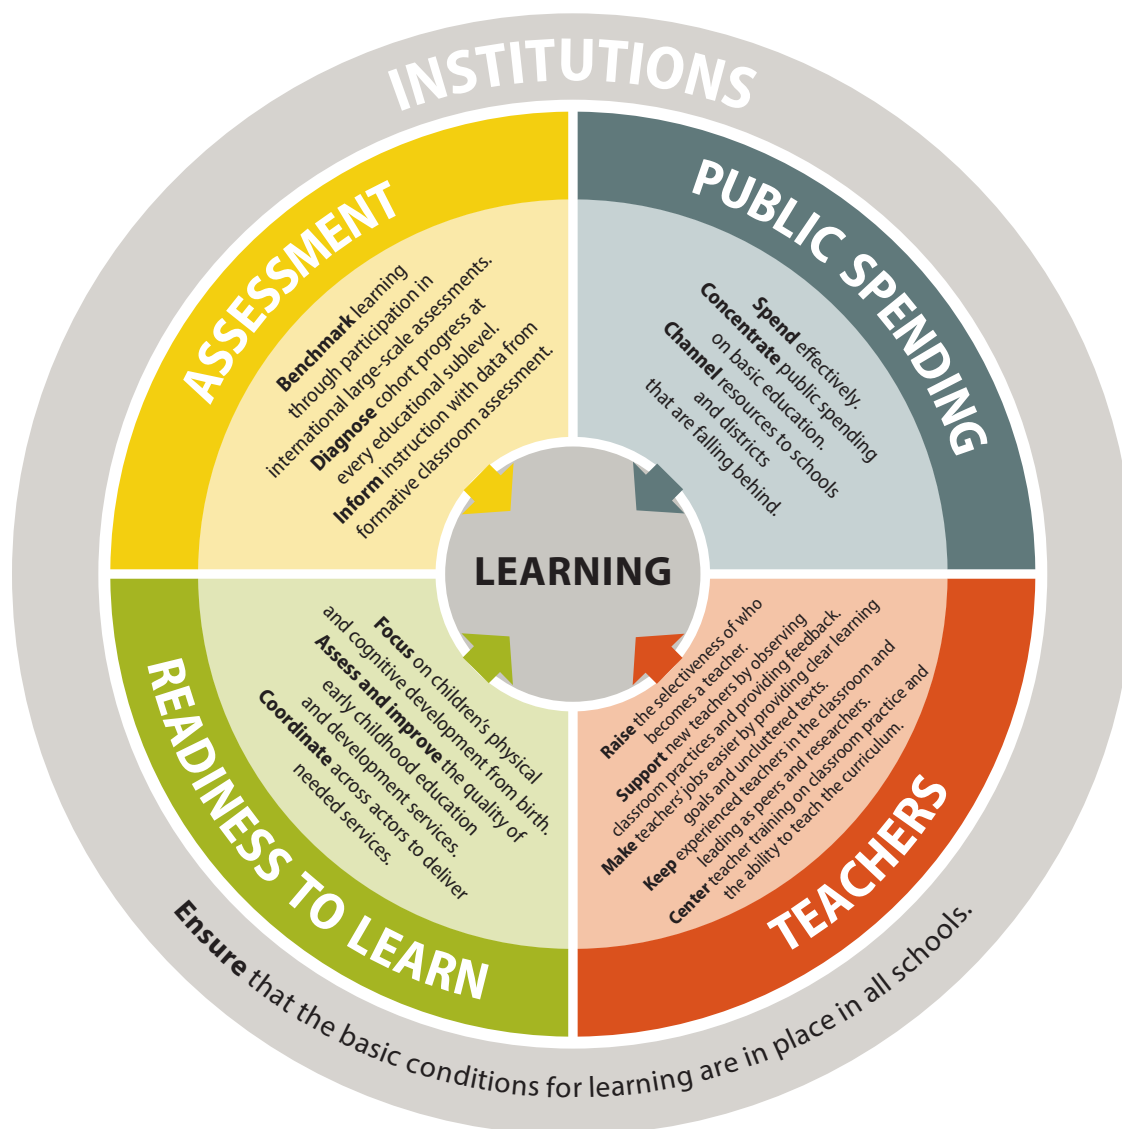 INSTITUTIONS
ASSESSMENT
Benchmark learning
through participation in
international large-scale assessments.
Diagnose cohort progress at
every educational sublevel.
Inform instruction with data from
formative classroom assessment.
PUBLIC SPENDING
Spend effectively.
Concentrate public spending
on basic education.
Channel resources to schools
and districts
that are falling behind.
LEARNING
READINESS TO LEARN
Focus on children's physical
and cognitive development from birth.
Assess and improve the quality of
early childhood education
and development services.
Coordinate across actors to deliver
needed services.
TEACHERS
Raise the selectiveness of who
becomes a teacher.
Support new teachers by observing
classroom practices and providing feedback.
Make teachers' jobs easier by providing clear learning
goals and uncluttered texts.
Keep experienced teachers in the classroom and
leading as peers and researchers.
Center teacher training on classroom practice and
the ability to teach the curriculum.
Ensure that the basic conditions for learning are in place in all schools.